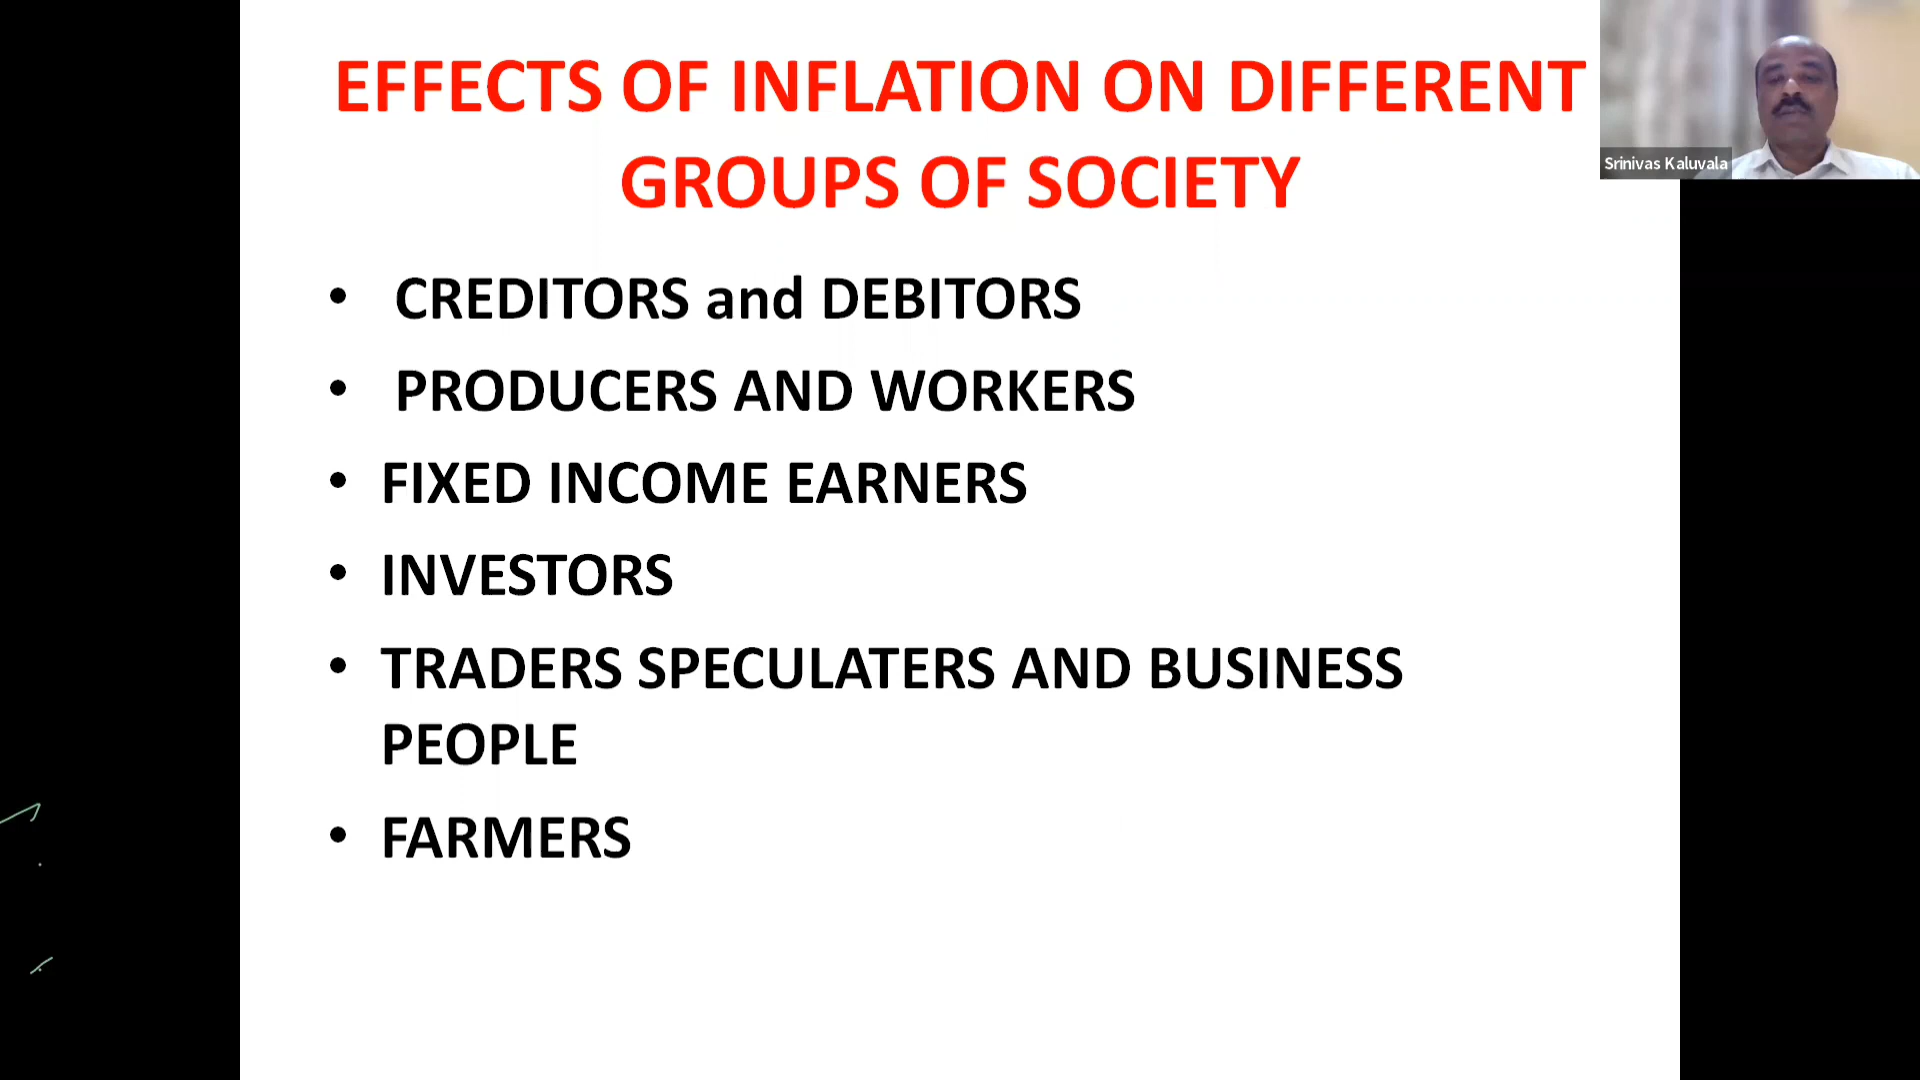 EFFECTS OF INFLATION ON DIFFERENT
GROUPS OF SOCIETY
Srinivas Kaluvala
• CREDITORS and DEBITORS
• PRODUCERS AND WORKERS
• FIXED INCOME EARNERS
• INVESTORS
• TRADERS SPECULATERS AND BUSINESS
PEOPLE
• FARMERS